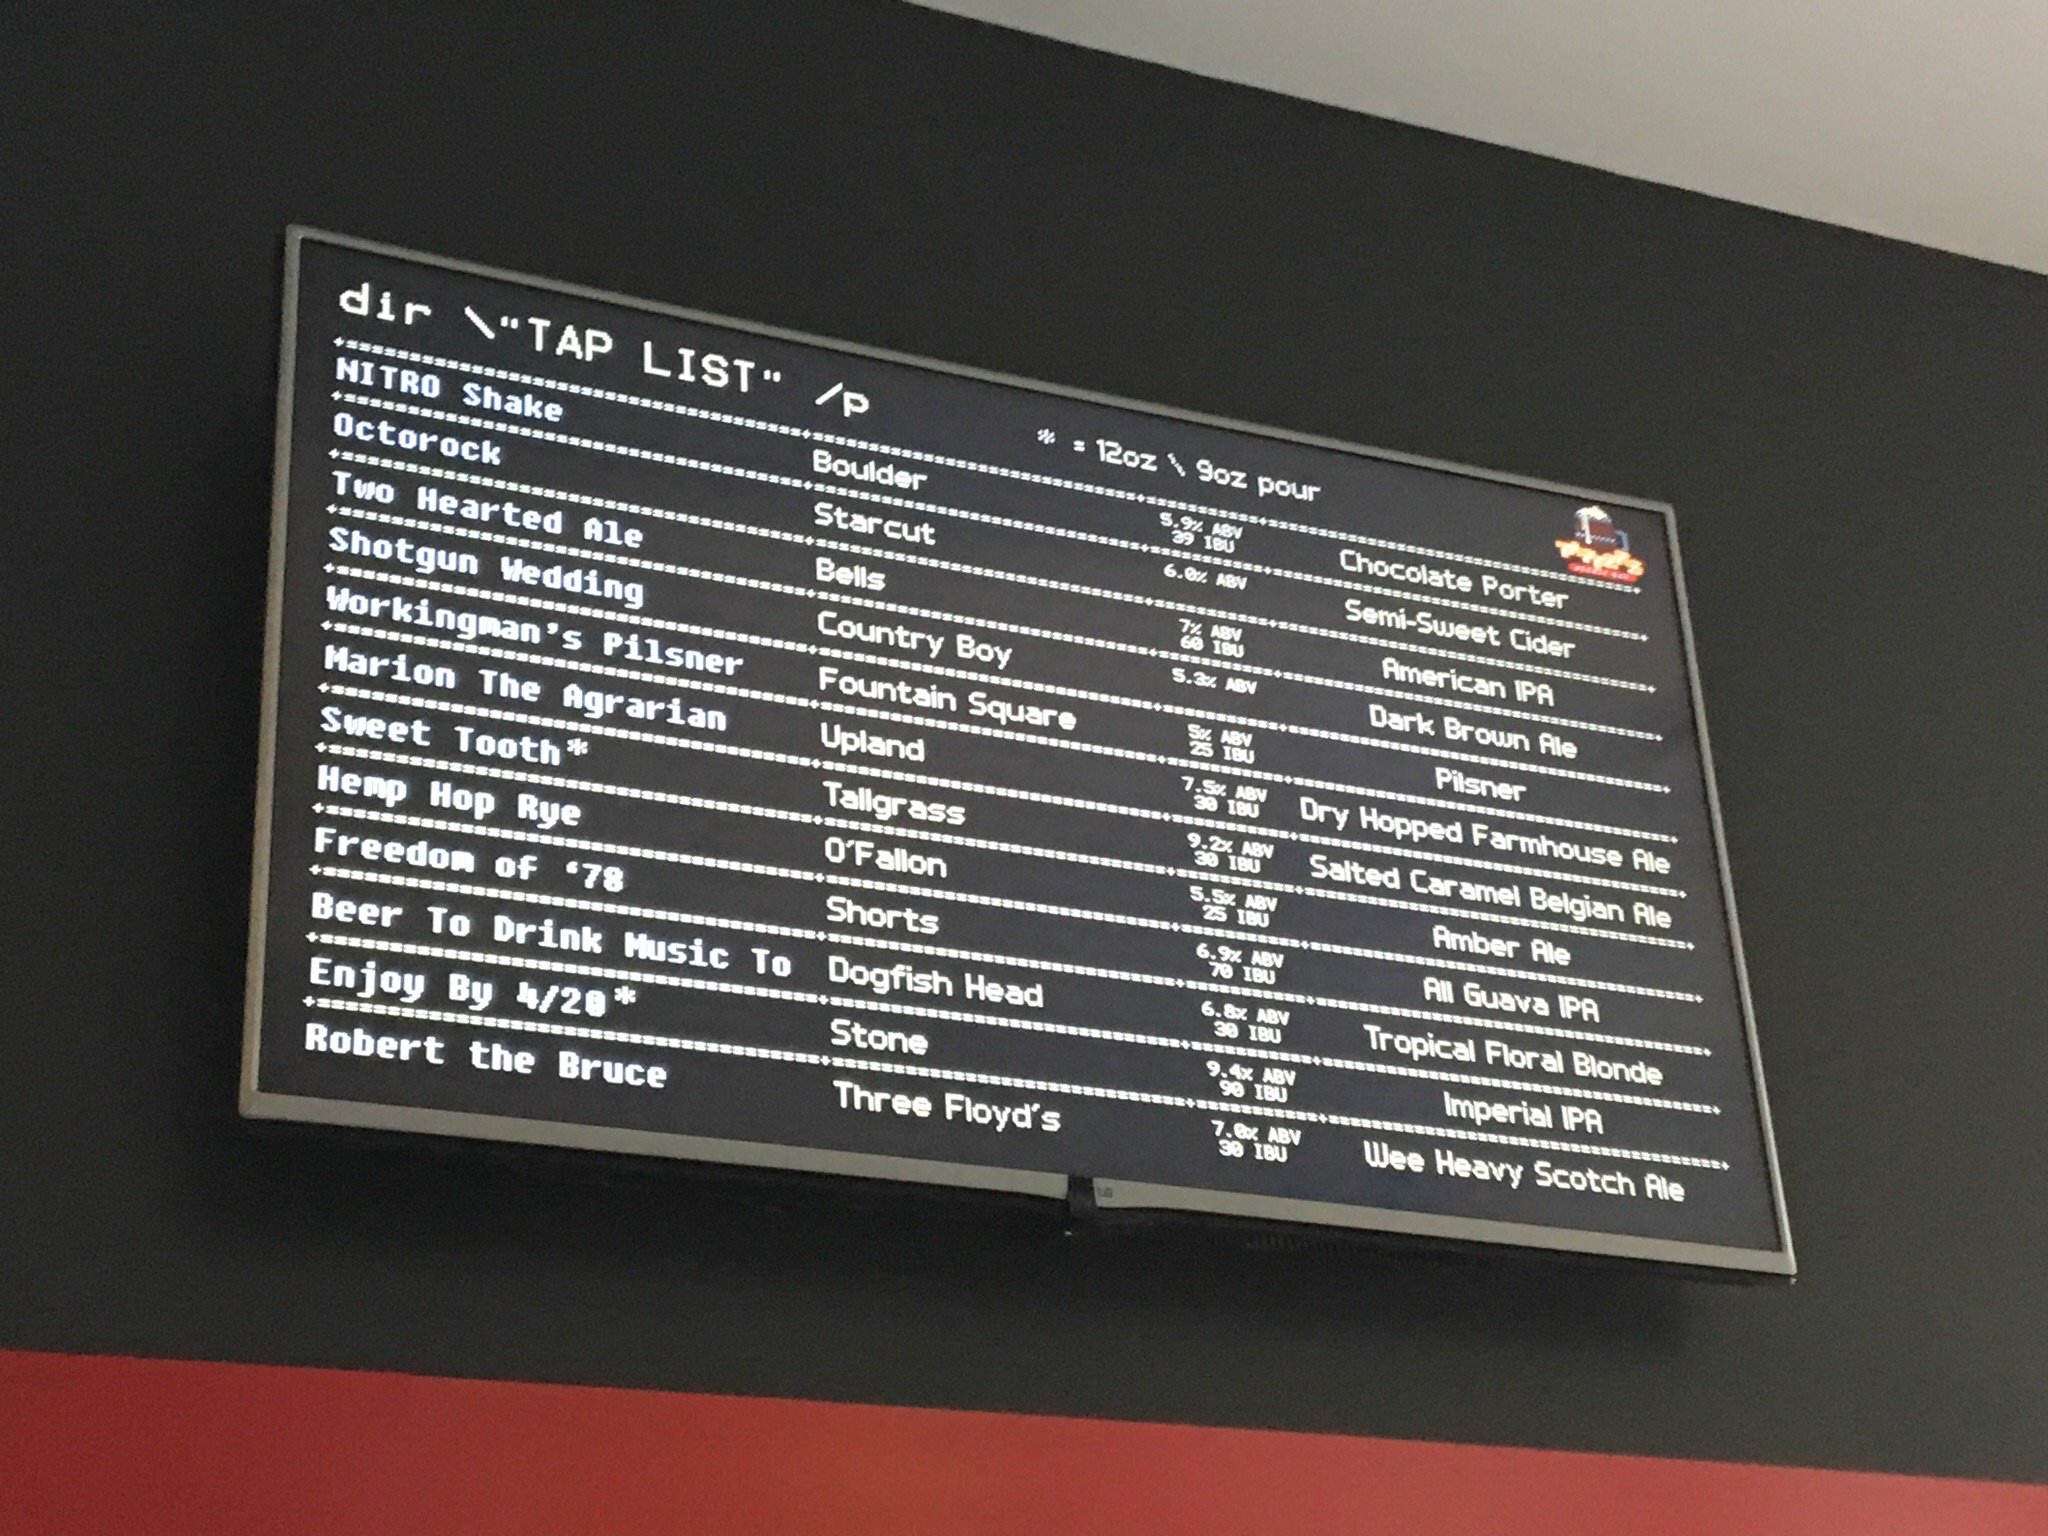 dir \"TAP LIST" /p
* = 12oz \ 9oz pour
NITRO Shake Boulder 5.9% ABV 39 IBU Chocolate Porter
Octorock Starcut 6.0% ABV Semi-Sweet Cider
Two Hearted Ale Bells 7% ABV 60 IBU American IPA
Shotgun Wedding Country Boy 5.3% ABV Dark Brown Ale
Workingman's Pilsner Fountain Square 5% ABV 25 IBU Pilsner
Marion The Agrarian Upland 7.5% ABV 30 IBU Dry Hopped Farmhouse Ale
Sweet Tooth* Tallgrass 9.2% ABV 30 IBU Salted Caramel Belgian Ale
Hemp Hop Rye O'Fallon 5.5% ABV 25 IBU Amber Ale
Freedom of ‘78 Shorts 6.9% ABV 70 IBU All Guava IPA
Beer To Drink Music To Dogfish Head 6.8% ABV 30 IBU Tropical Floral Blonde
Enjoy By 4/20* Stone 9.4% ABV 90 IBU Imperial IPA
Robert the Bruce Three Floyd's 7.0% ABV 30 IBU Wee Heavy Scotch Ale
LG